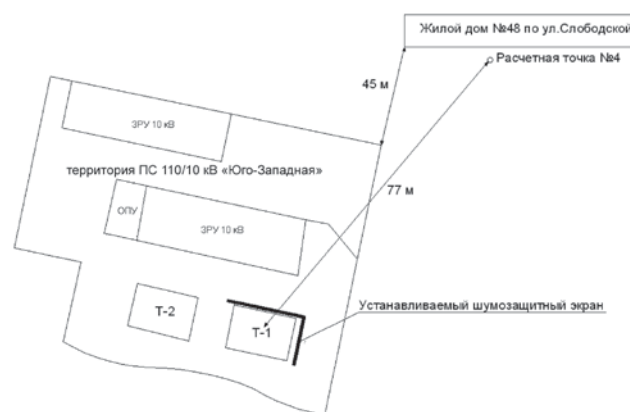 Жилой дом №48 по ул.Слободской
Расчетная точка №4
45 м
ЗРУ 10 кВ
территория ПС 110/10 кВ «Юго-Западная»
77 м
ОПУ
ЗРУ 10 кВ
Устанавливаемый шумозащитный экран
Т-2
Т-1